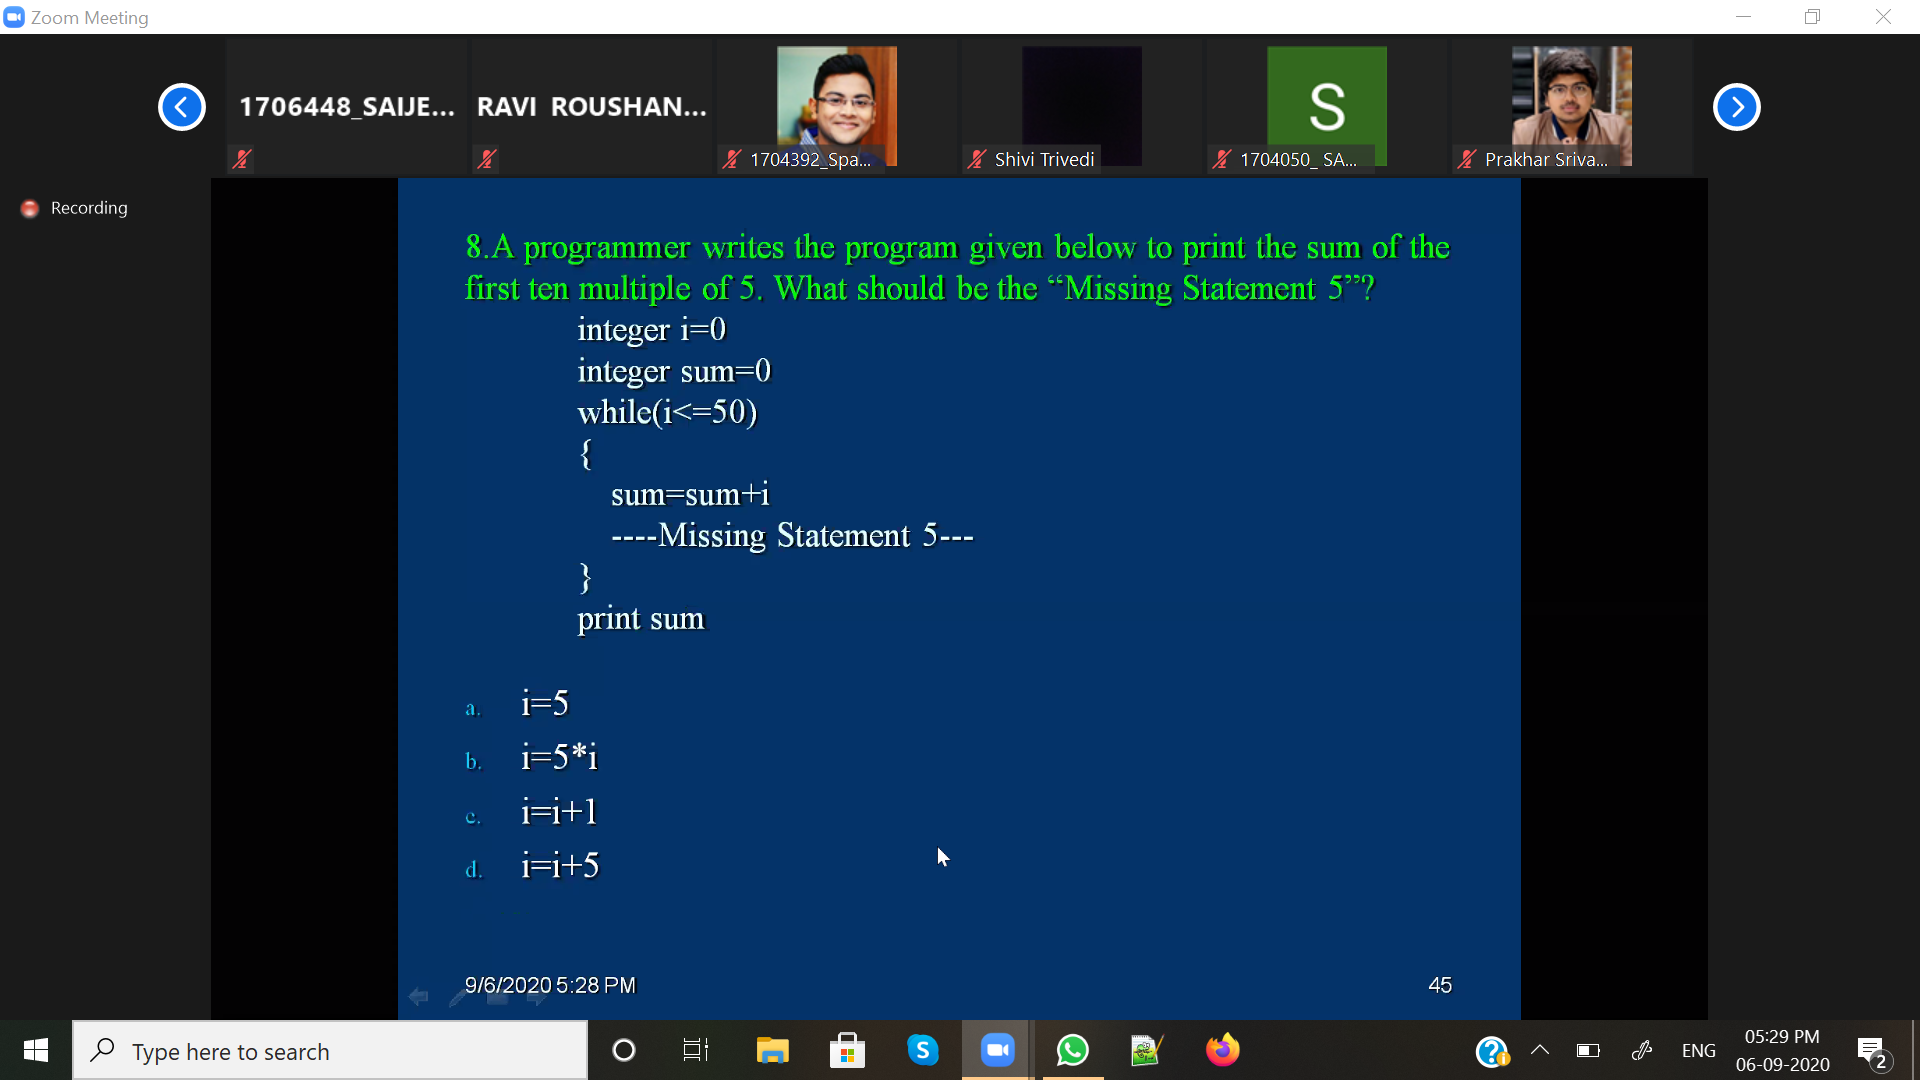 Zoom Meeting
1706448_SAIJE...
RAVI ROUSHAN...
1704392_Spa...
Shivi Trivedi
S
1704050_ SA...
Prakhar Sriva...
Recording
8.A programmer writes the program given below to print the sum of the
first ten multiple of 5. What should be the “Missing Statement 5”?
integer i=0
integer sum=0
while(i<=50)
{
sum=sum+i
----Missing Statement 5---
}
print sum
a. i=5
b. i=5*i
c. i=i+1
d. i=i+5
9/6/2020 5:28 PM
45
Type here to search
ENG
05:29 PM
06-09-2020
2